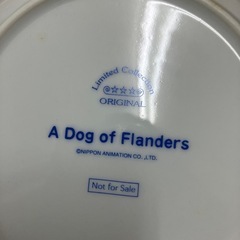 Limited Collection
☆☆☆
ORIGINAL
A Dog of Flanders
©NIPPON ANIMATION CO.,LTD.
Not for Sale